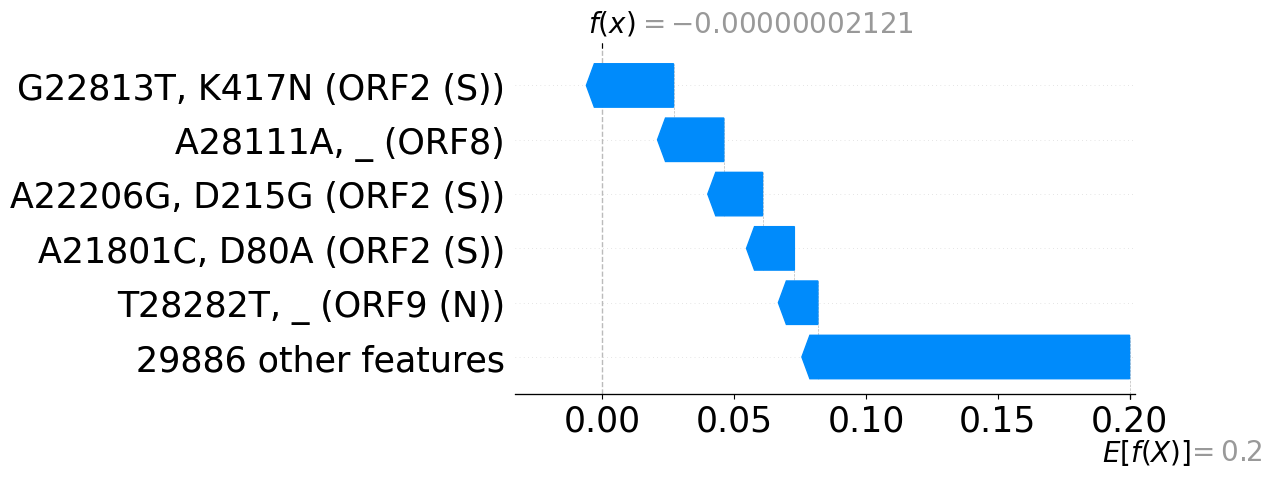 f(x) = −0.00000002121
G22813T, K417N (ORF2 (S))
A28111A, _ (ORF8)
A22206G, D215G (ORF2 (S))
A21801C, D80A (ORF2 (S))
T28282T, _ (ORF9 (N))
29886 other features
0.00 0.05 0.10 0.15 0.20
E[f(X)] = 0.2